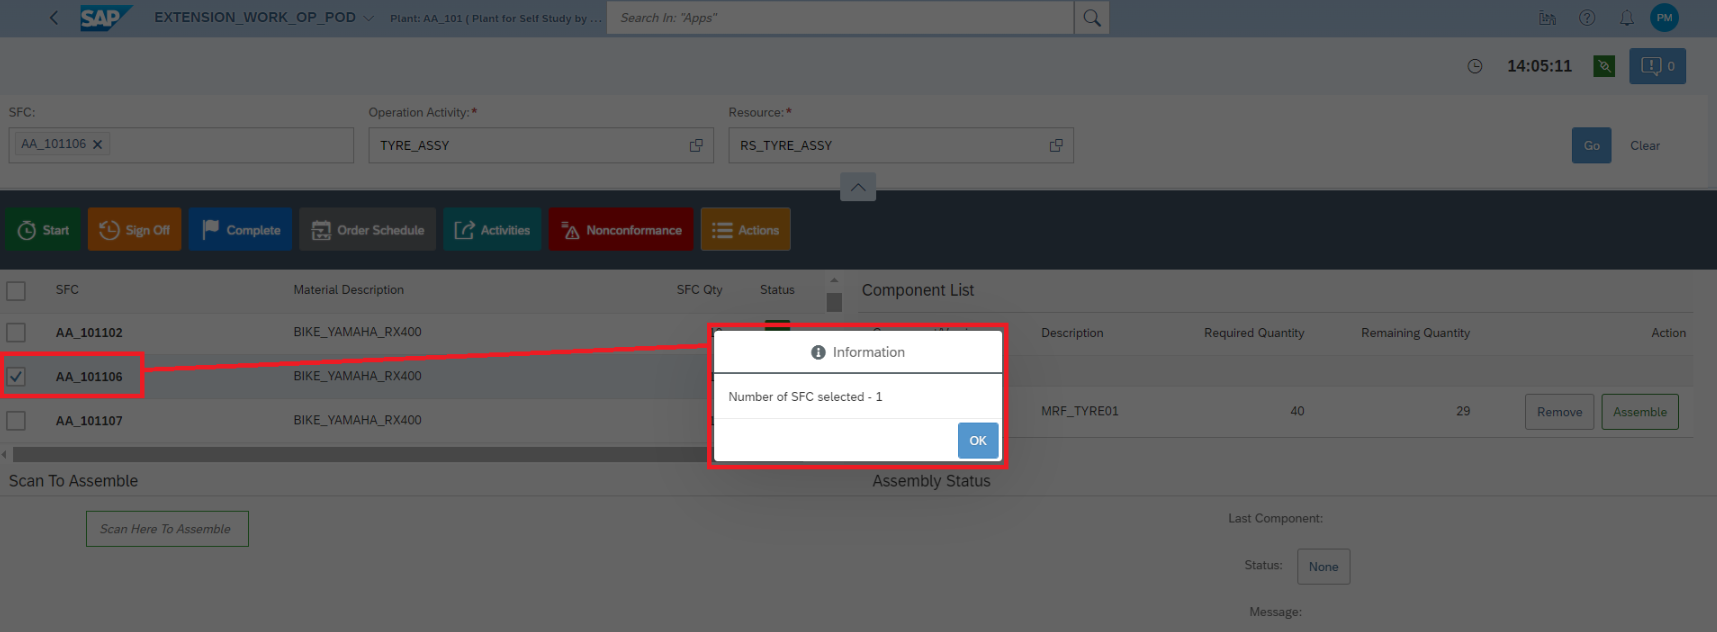 SAP EXTENSION_WORK_OP_POD Plant: AA_101 ( Plant for Self Study by ... Search In: "Apps" PM
14:05:11 0
SFC: Operation Activity:* Resource:*
AA_101106 TYRE_ASSY RS_TYRE_ASSY Go Clear
Start Sign Off Complete Order Schedule Activities Nonconformance Actions
SFC Material Description SFC Qty Status Component List
AA_101102 BIKE_YAMAHA_RX400 Description Required Quantity Remaining Quantity Action
Information
AA_101106 BIKE_YAMAHA_RX400
Number of SFC selected - 1
AA_101107 BIKE_YAMAHA_RX400 MRF_TYRE01 40 29 Remove Assemble
OK
Scan To Assemble Assembly Status
Scan Here To Assemble Last Component:
Status: None
Message: